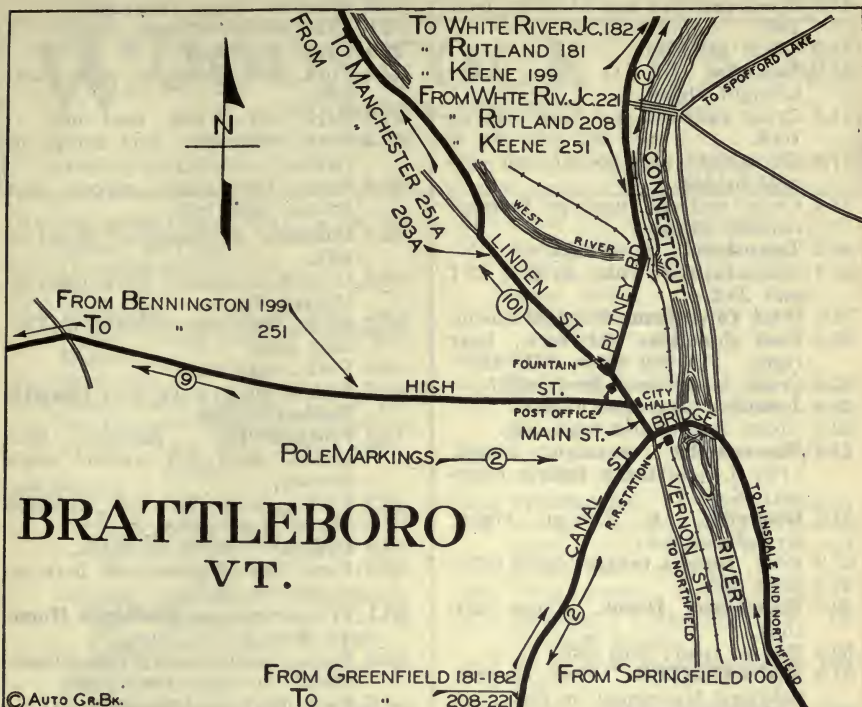 To WHITE RIVER Jc. 182
" RUTLAND 181
" KEENE 199
FROM WHTE RIV. Jc. 221
" RUTLAND 208
" KEENE 251
2
TO SPOFFORD LAKE
FROM
To MANCHESTER 251A
" 203A
N
CONNECTICUT
WEST RIVER
PUTNEY RD
LINDEN ST.
101
FROM BENNINGTON 199
To " 251
9
FOUNTAIN
HIGH ST.
CITY HALL
POST OFFICE
BRIDGE
MAIN ST.
POLE MARKINGS 2
R.R. STATION
CANAL ST.
VERNON ST.
RIVER
TO NORTHFIELD
TO HINSDALE AND NORTHFIELD
BRATTLEBORO
VT.
2
FROM GREENFIELD 181-182
To " 208-221
FROM SPRINGFIELD 100
© AUTO GR. BK.